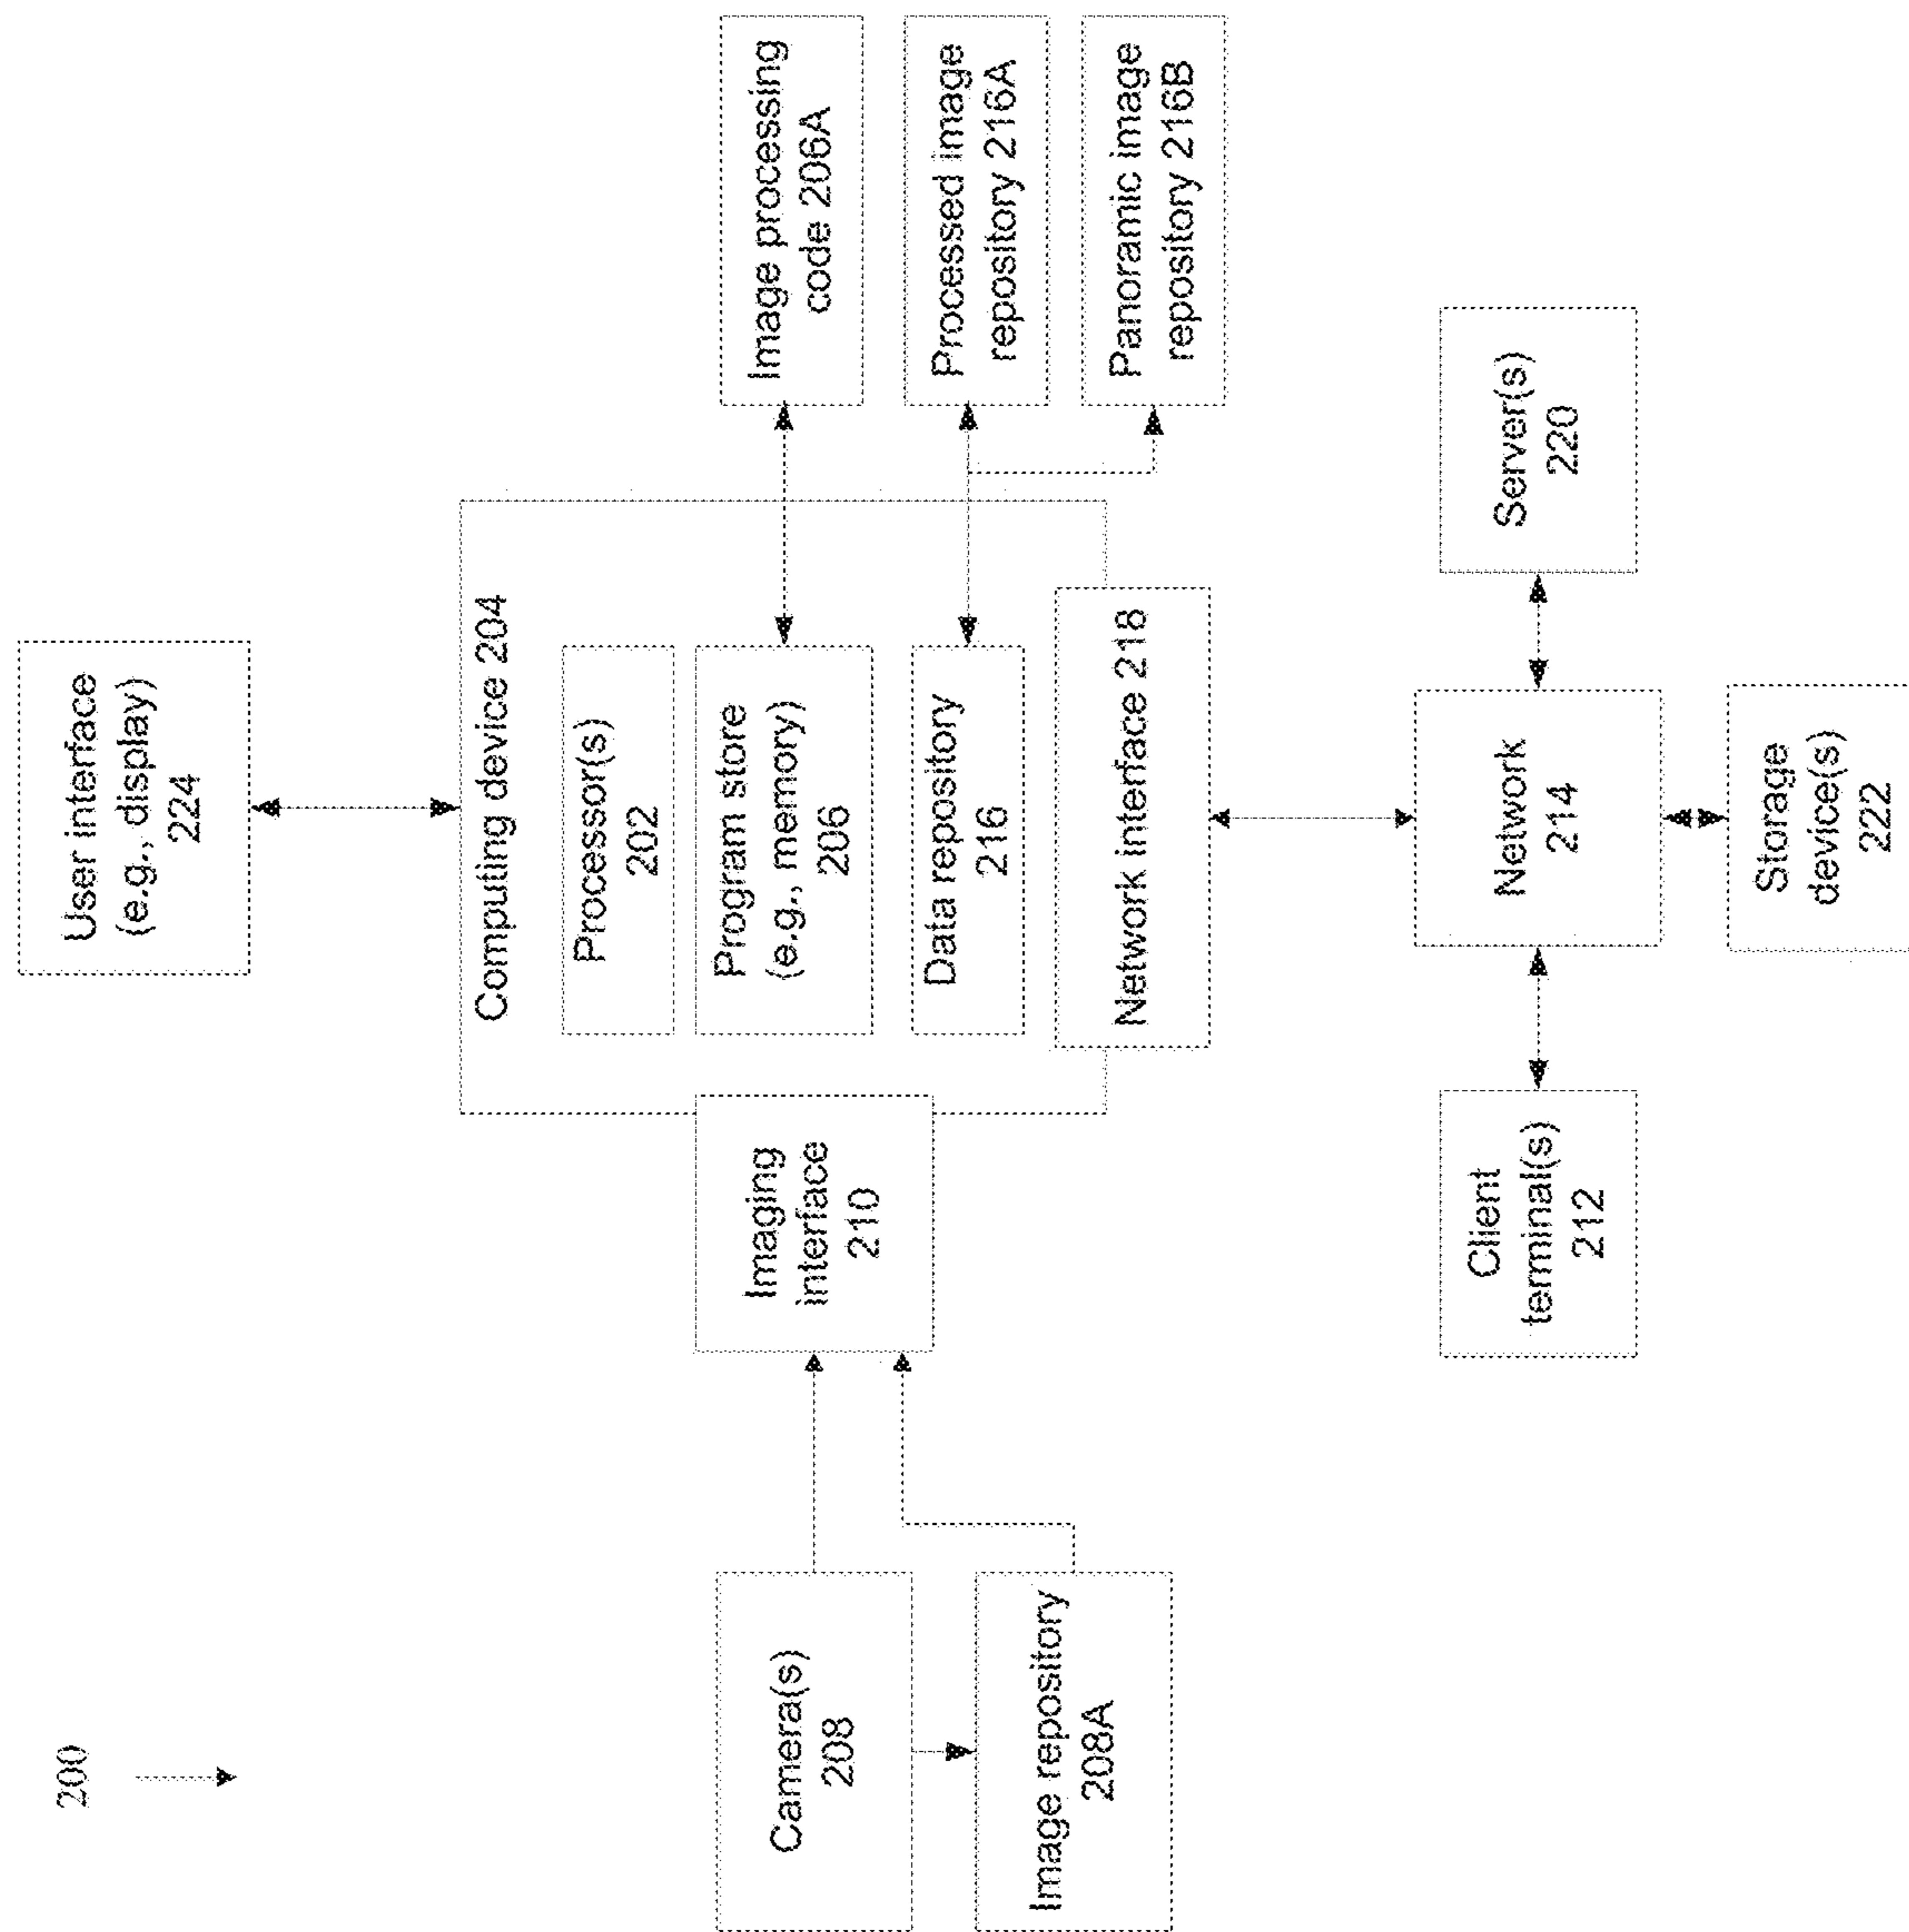 200
User interface
(e.g., display)
224
Computing device 204
Processor(s)
202
Program store
(e.g., memory)
206
Data repository
216
Network interface 218
Imaging
interface
210
Camera(s)
208
Image repository
208A
Image processing
code 206A
Processed image
repository 216A
Panoramic image
repository 216B
Client
terminal(s)
212
Network
214
Server(s)
220
Storage
device(s)
222